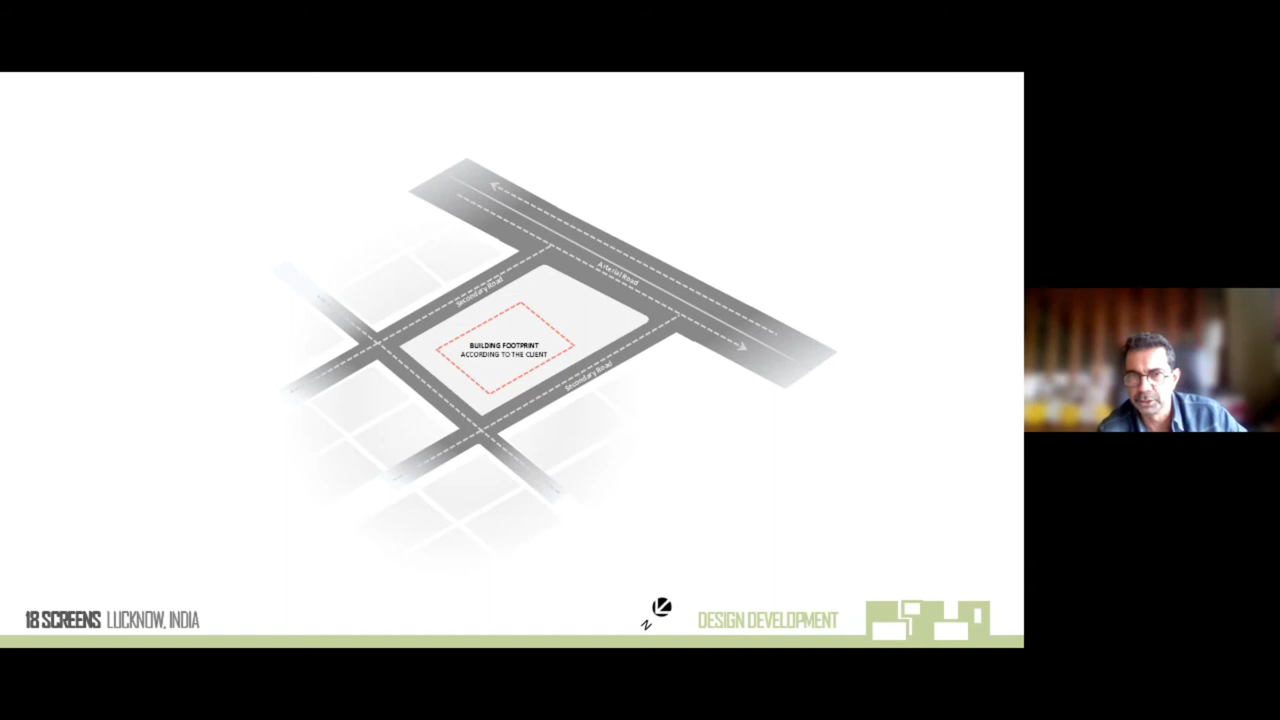 Arterial Road
Secondary Road
BUILDING FOOTPRINT
ACCORDING TO THE CLIENT
Secondary Road
18 SCREENS LUCKNOW, INDIA
N
DESIGN DEVELOPMENT